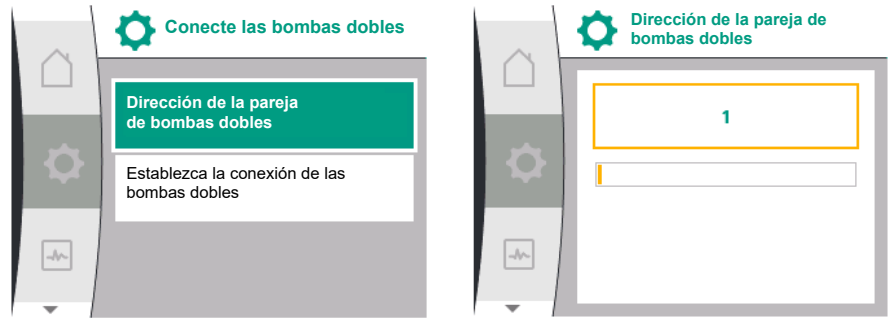 Conecte las bombas dobles
Dirección de la pareja
de bombas dobles
Establezca la conexión de las
bombas dobles
Dirección de la pareja de
bombas dobles
1